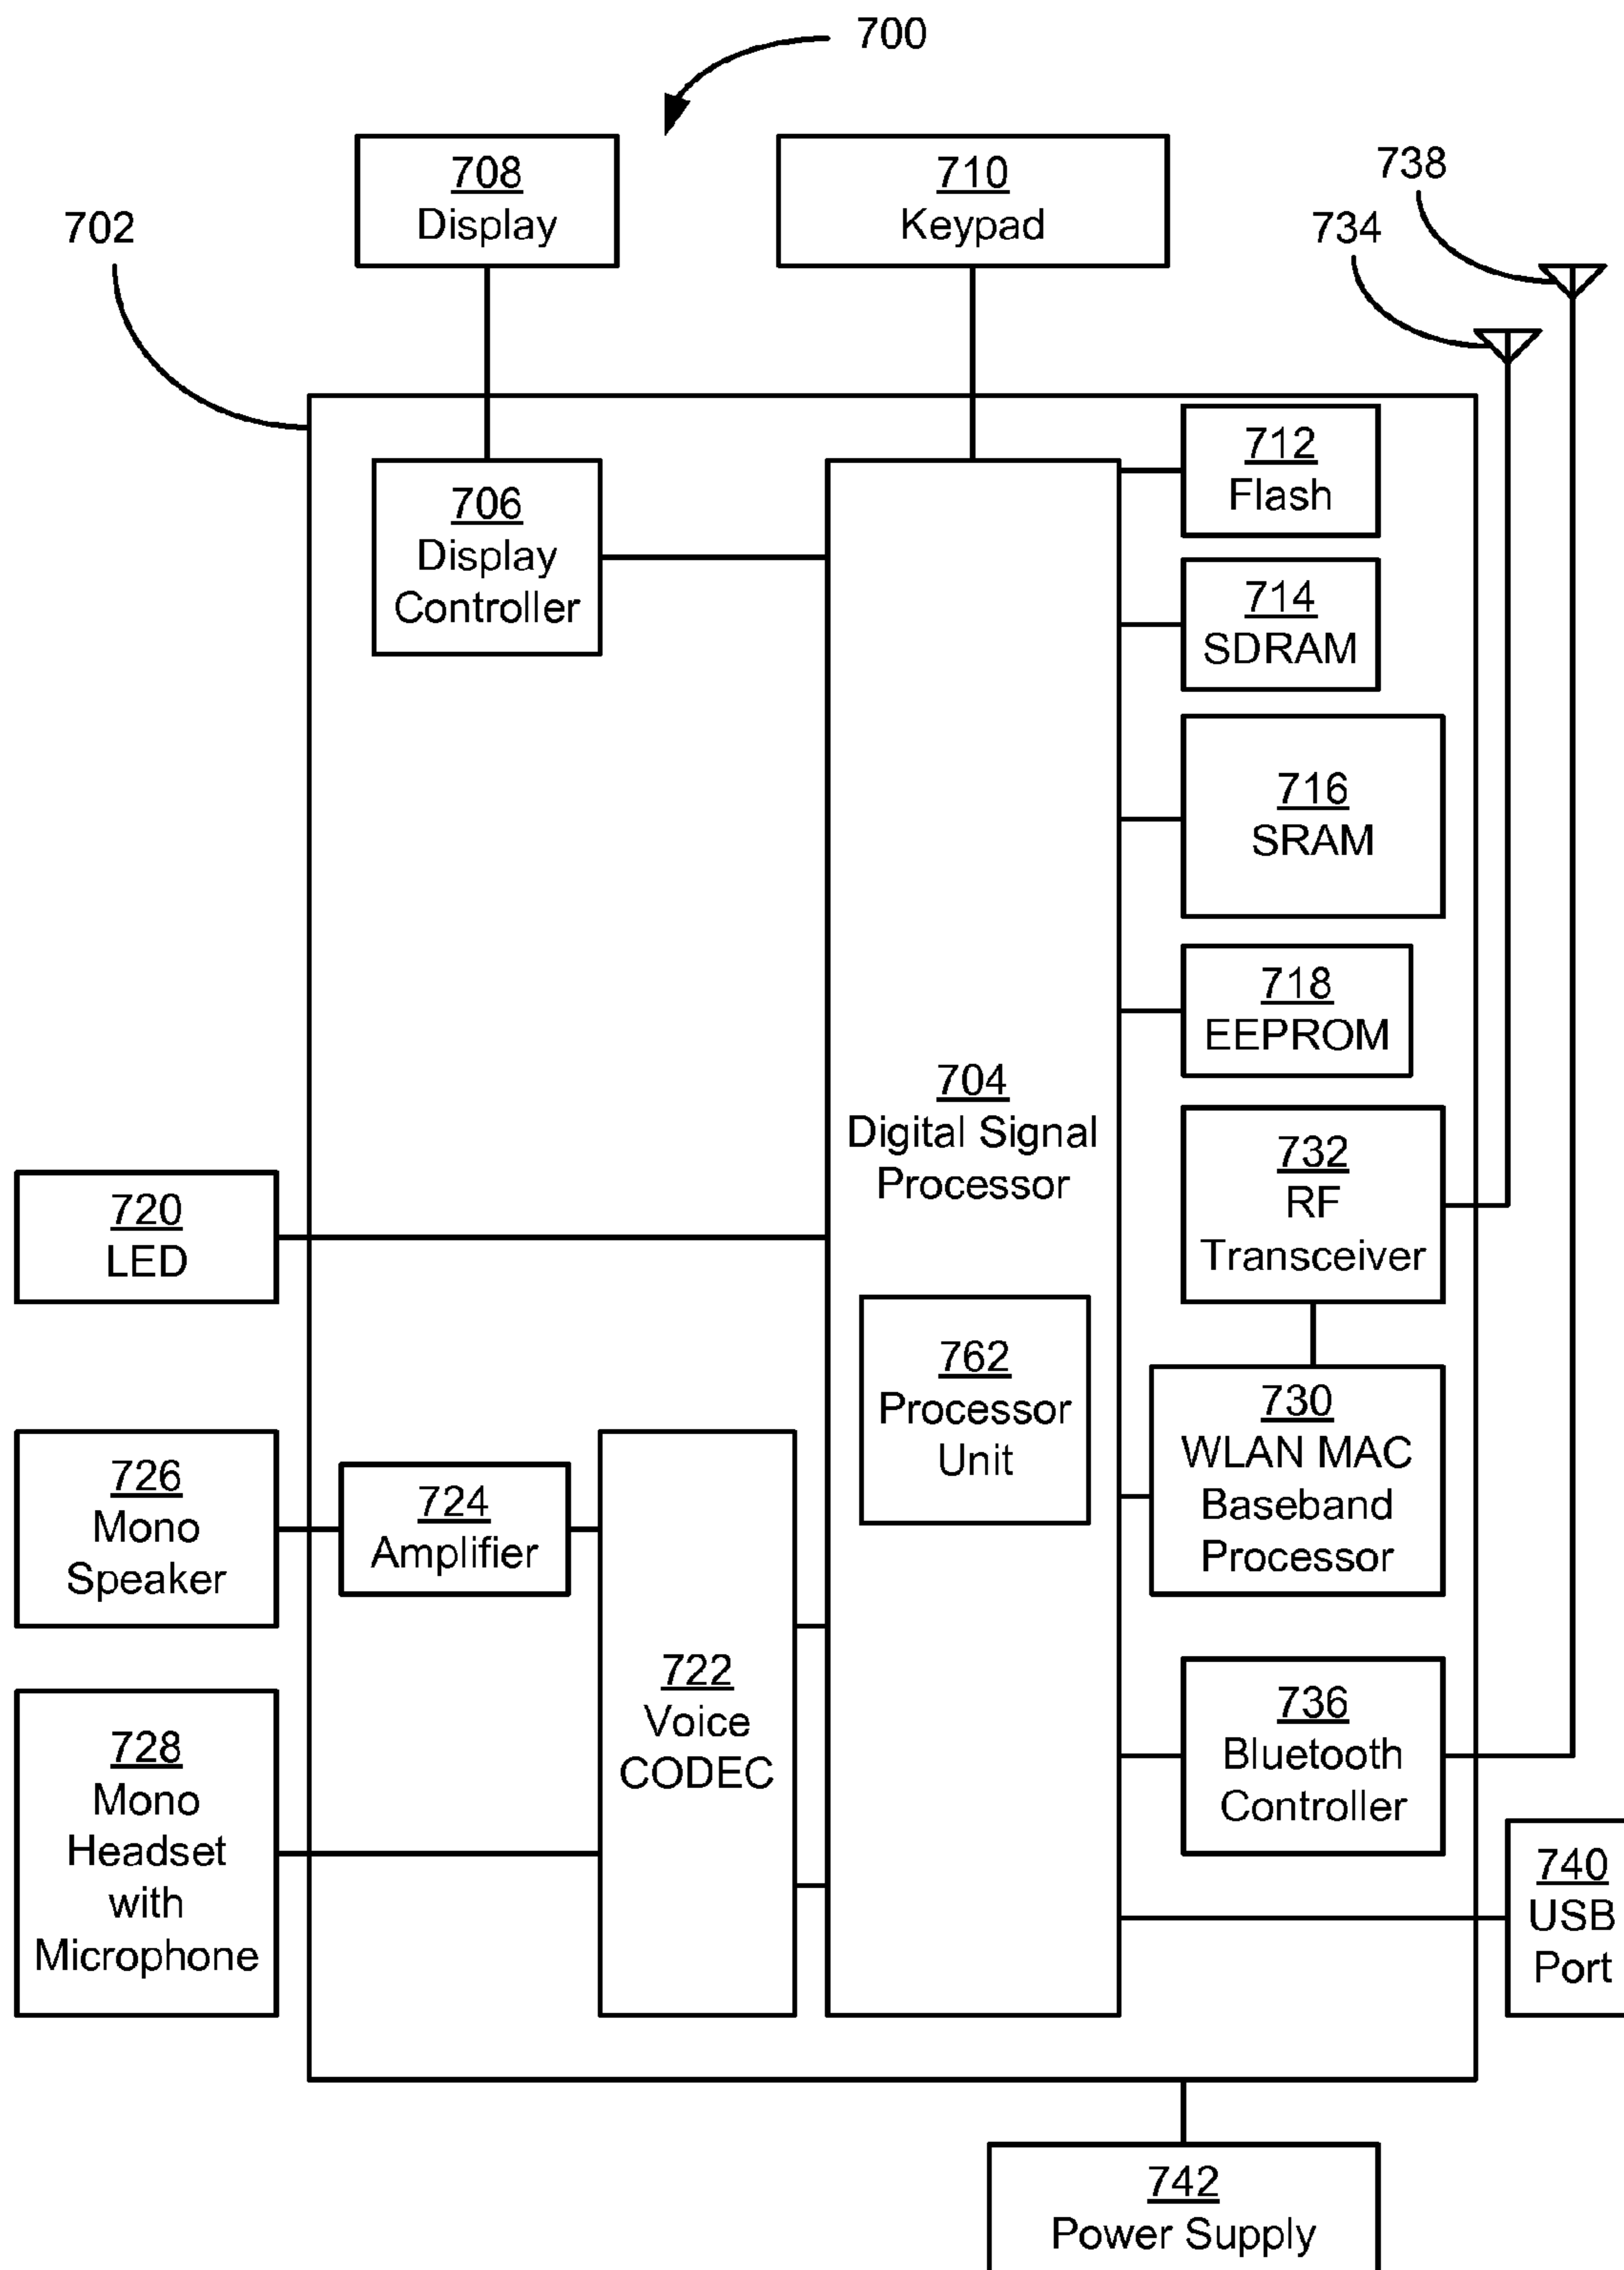 700
708
Display
710
Keypad
738
734
702
712
Flash
706
Display
Controller
714
SDRAM
716
SRAM
718
EEPROM
704
Digital Signal
Processor
732
RF
Transceiver
720
LED
762
Processor
Unit
730
WLAN MAC
Baseband
Processor
726
Mono
Speaker
724
Amplifier
722
Voice
CODEC
736
Bluetooth
Controller
728
Mono
Headset
with
Microphone
740
USB
Port
742
Power Supply